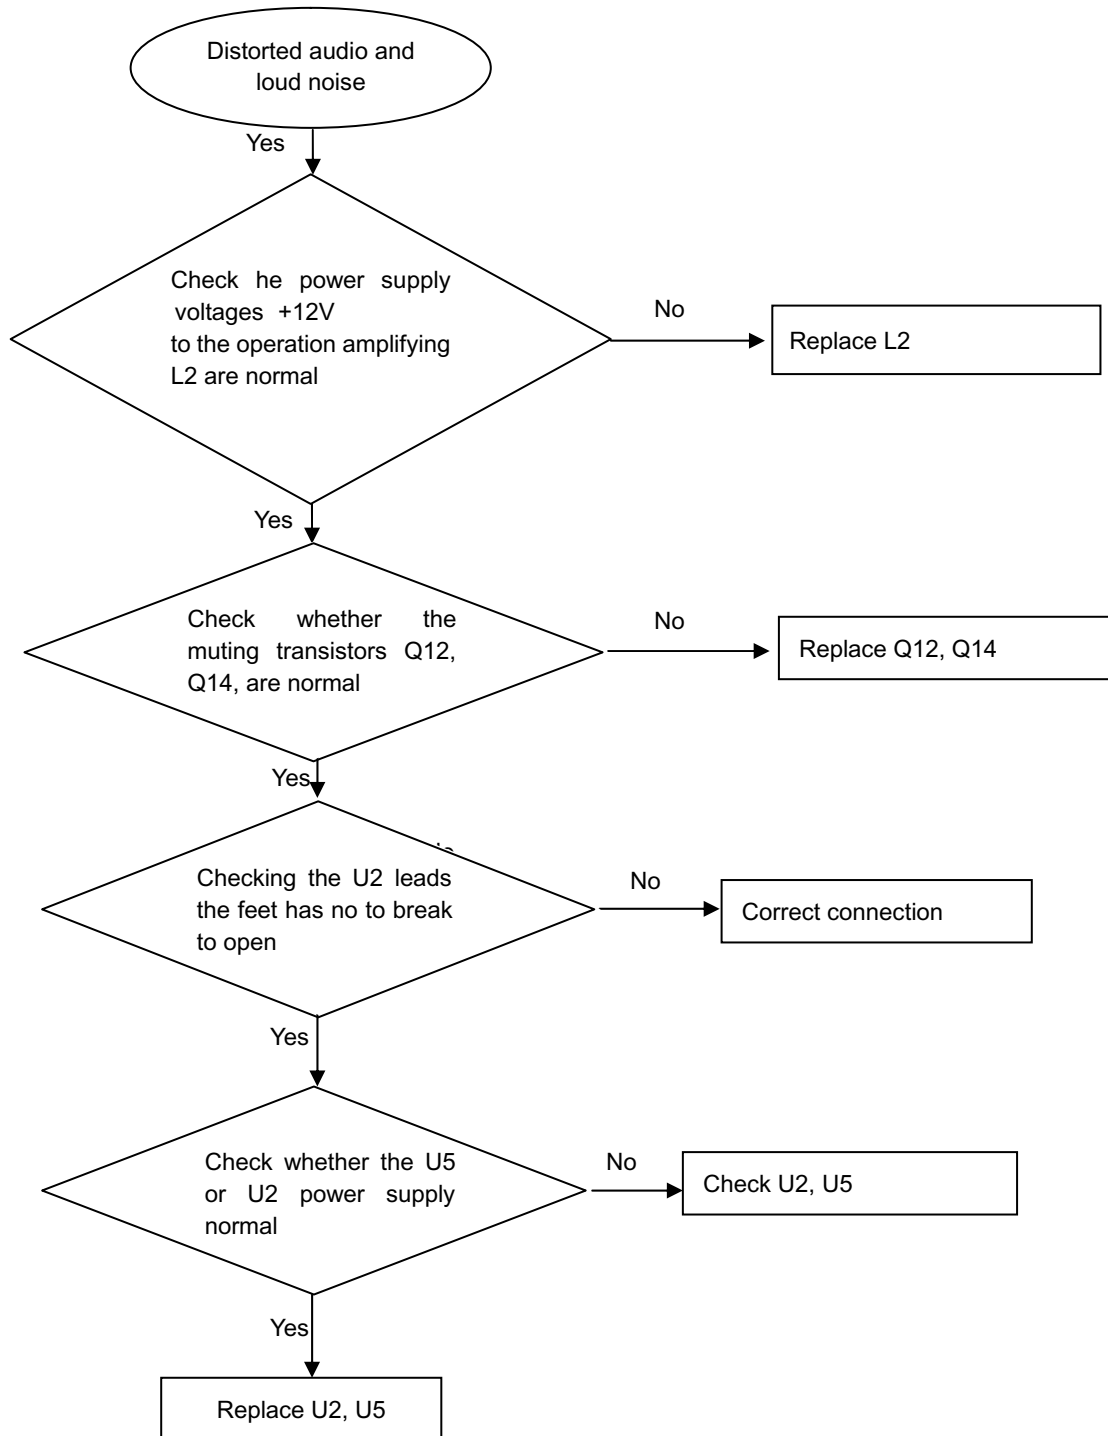 Distorted audio and
loud noise
Yes
Check he power supply
voltages +12V
to the operation amplifying
L2 are normal
No
Replace L2
Yes
Check whether the
muting transistors Q12,
Q14, are normal
No
Replace Q12, Q14
Yes
Checking the U2 leads
the feet has no to break
to open
No
Correct connection
Yes
Check whether the U5
or U2 power supply
normal
No
Check U2, U5
Yes
Replace U2, U5